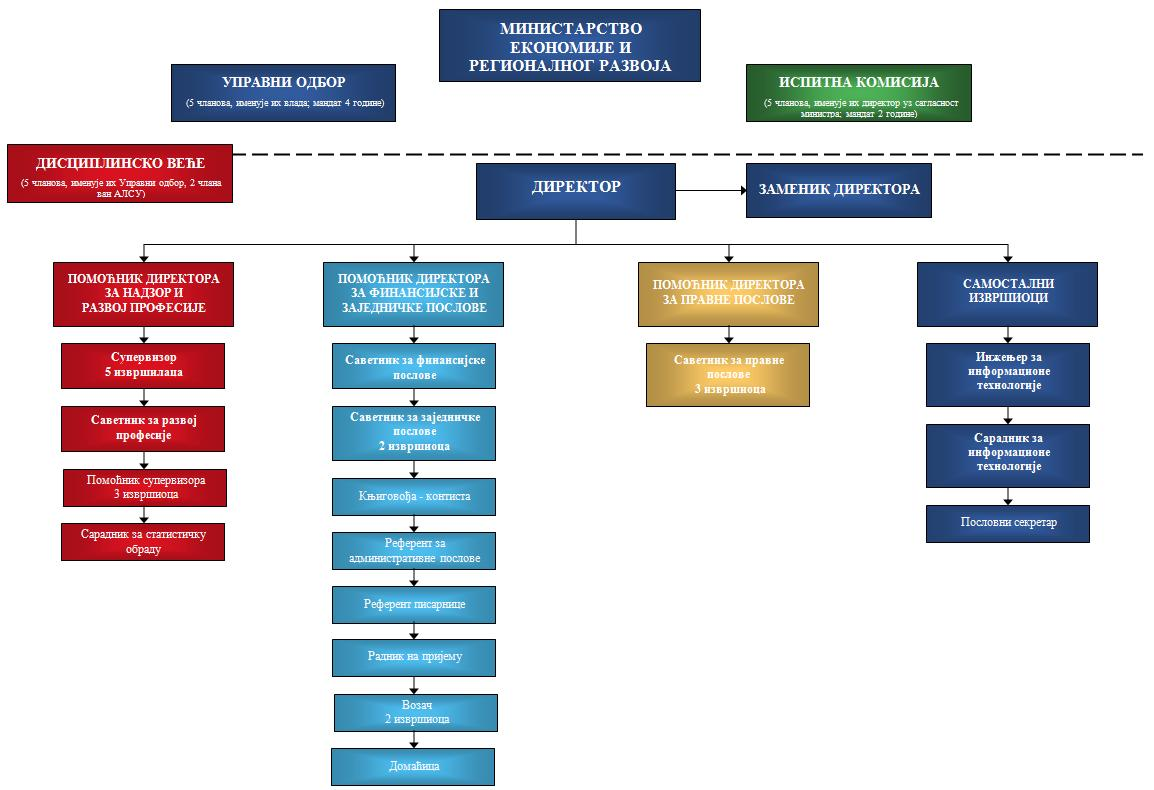 МИНИСТАРСТВО
ЕКОНОМИЈЕ И
РЕГИОНАЛНОГ РАЗВОЈА
УПРАВНИ ОДБОР
(5 чланова, именује их влада; мандат 4 године)
ИСПИТНА КОМИСИЈА
(5 чланова, именује их директор уз сагласност
министра; мандат 2 године)
ДИСЦИПЛИНСКО ВЕЋЕ
(5 чланова, именује их Управни одбор, 2 члана
ван АЛСУ)
ДИРЕКТОР
ЗАМЕНИК ДИРЕКТОРА
ПОМОЋНИК ДИРЕКТОРА
ЗА НАДЗОР И
РАЗВОЈ ПРОФЕСИЈЕ
Супервизор
5 извршилаца
Саветник за развој
професије
Помоћник супервизора
3 извршиоца
Сарадник за статистичку
обраду
ПОМОЋНИК ДИРЕКТОРА
ЗА ФИНАНСИЈСКЕ И
ЗАЈЕДНИЧКЕ ПОСЛОВЕ
Саветник за финансијске
послове
Саветник за заједничке
послове
2 извршиоца
Књиговођа - контиста
Референт за
административне послове
Референт писарнице
Радник на пријему
Возач
2 извршиоца
Домаћица
ПОМОЋНИК ДИРЕКТОРА
ЗА ПРАВНЕ ПОСЛОВЕ
Саветник за правне
послове
3 извршиоца
САМОСТАЛНИ
ИЗВРШИОЦИ
Инжењер за
информационе
технологије
Сарадник за
информационе
технологије
Пословни секретар